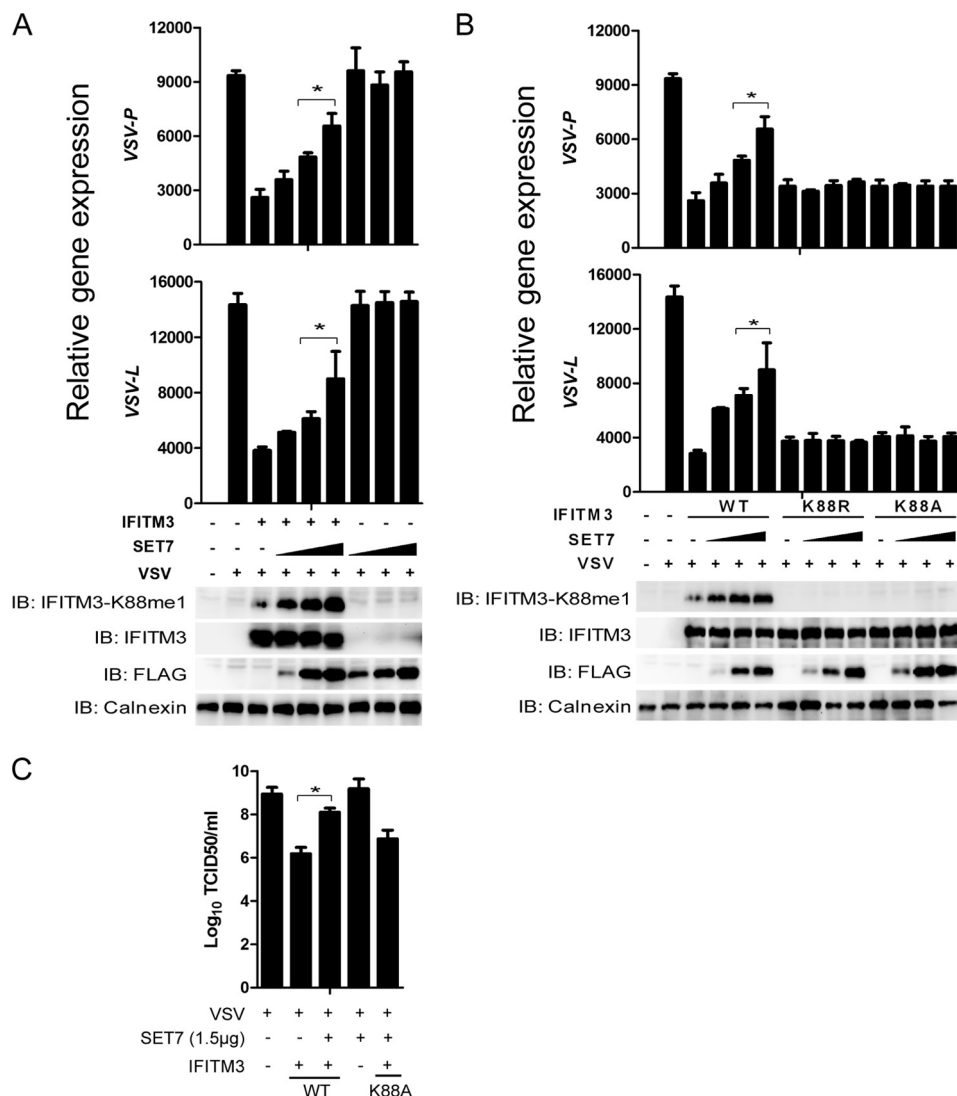 A
Relative gene expression
VSV-P
12000
9000
6000
3000
0
*
VSV-L
16000
12000
8000
4000
0
*
IFITM3 - - + + + + - - -
SET7 - - -
VSV - + + + + + + + +
IB: IFITM3-K88me1
IB: IFITM3
IB: FLAG
IB: Calnexin
B
Relative gene expression
VSV-P
12000
9000
6000
3000
0
*
VSV-L
16000
12000
8000
4000
0
*
IFITM3 - - WT K88R K88A
SET7 - - - - -
VSV - + + + + + + + + + + + + +
IB: IFITM3-K88me1
IB: IFITM3
IB: FLAG
IB: Calnexin
C
Log10 TCID50/ml
10
8
6
4
2
0
*
VSV + + + + +
SET7 (1.5µg) - - + + +
IFITM3 - + + - +
WT K88A